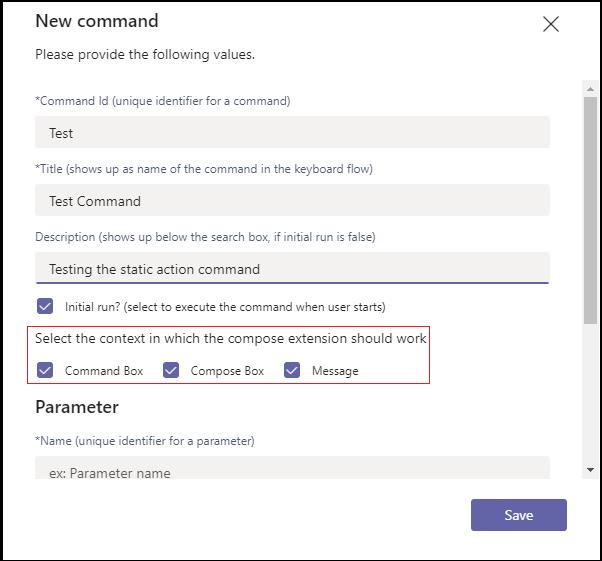 New command
Please provide the following values.
*Command Id (unique identifier for a command)
Test
*Title (shows up as name of the command in the keyboard flow)
Test Command
Description (shows up below the search box, if initial run is false)
Testing the static action command
Initial run? (select to execute the command when user starts)
Select the context in which the compose extension should work
Command Box Compose Box Message
Parameter
*Name (unique identifier for a parameter)
ex: Parameter name
Save